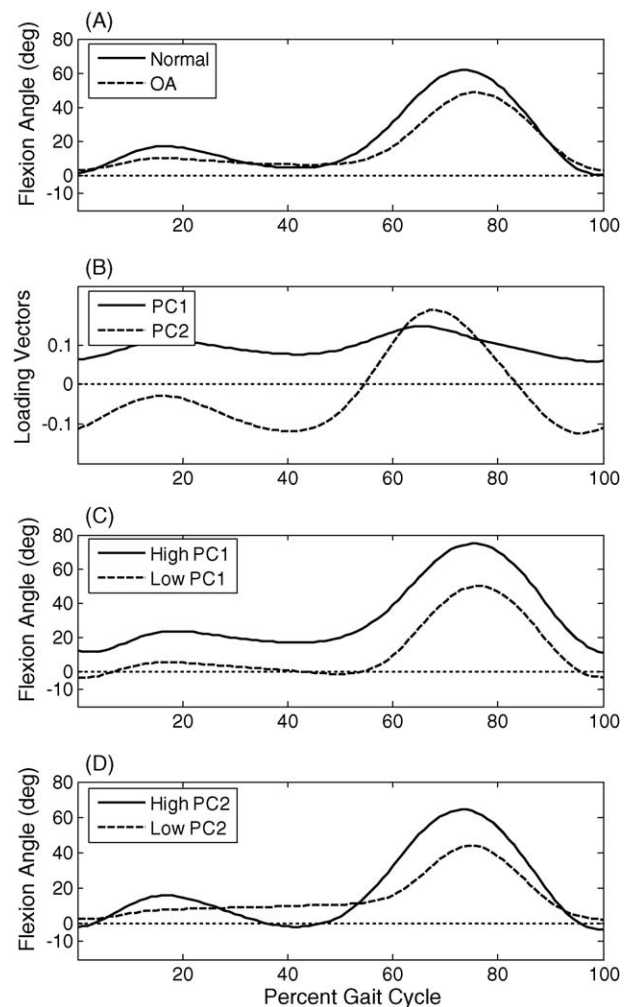 (A)
Flexion Angle (deg)
80
60
40
20
0
-10
Normal
OA
20 40 60 80 100
(B)
Loading Vectors
0.1
0
-0.1
PC1
PC2
20 40 60 80 100
(C)
Flexion Angle (deg)
80
60
40
20
0
-10
High PC1
Low PC1
20 40 60 80 100
(D)
Flexion Angle (deg)
80
60
40
20
0
-10
High PC2
Low PC2
20 40 60 80 100
Percent Gait Cycle